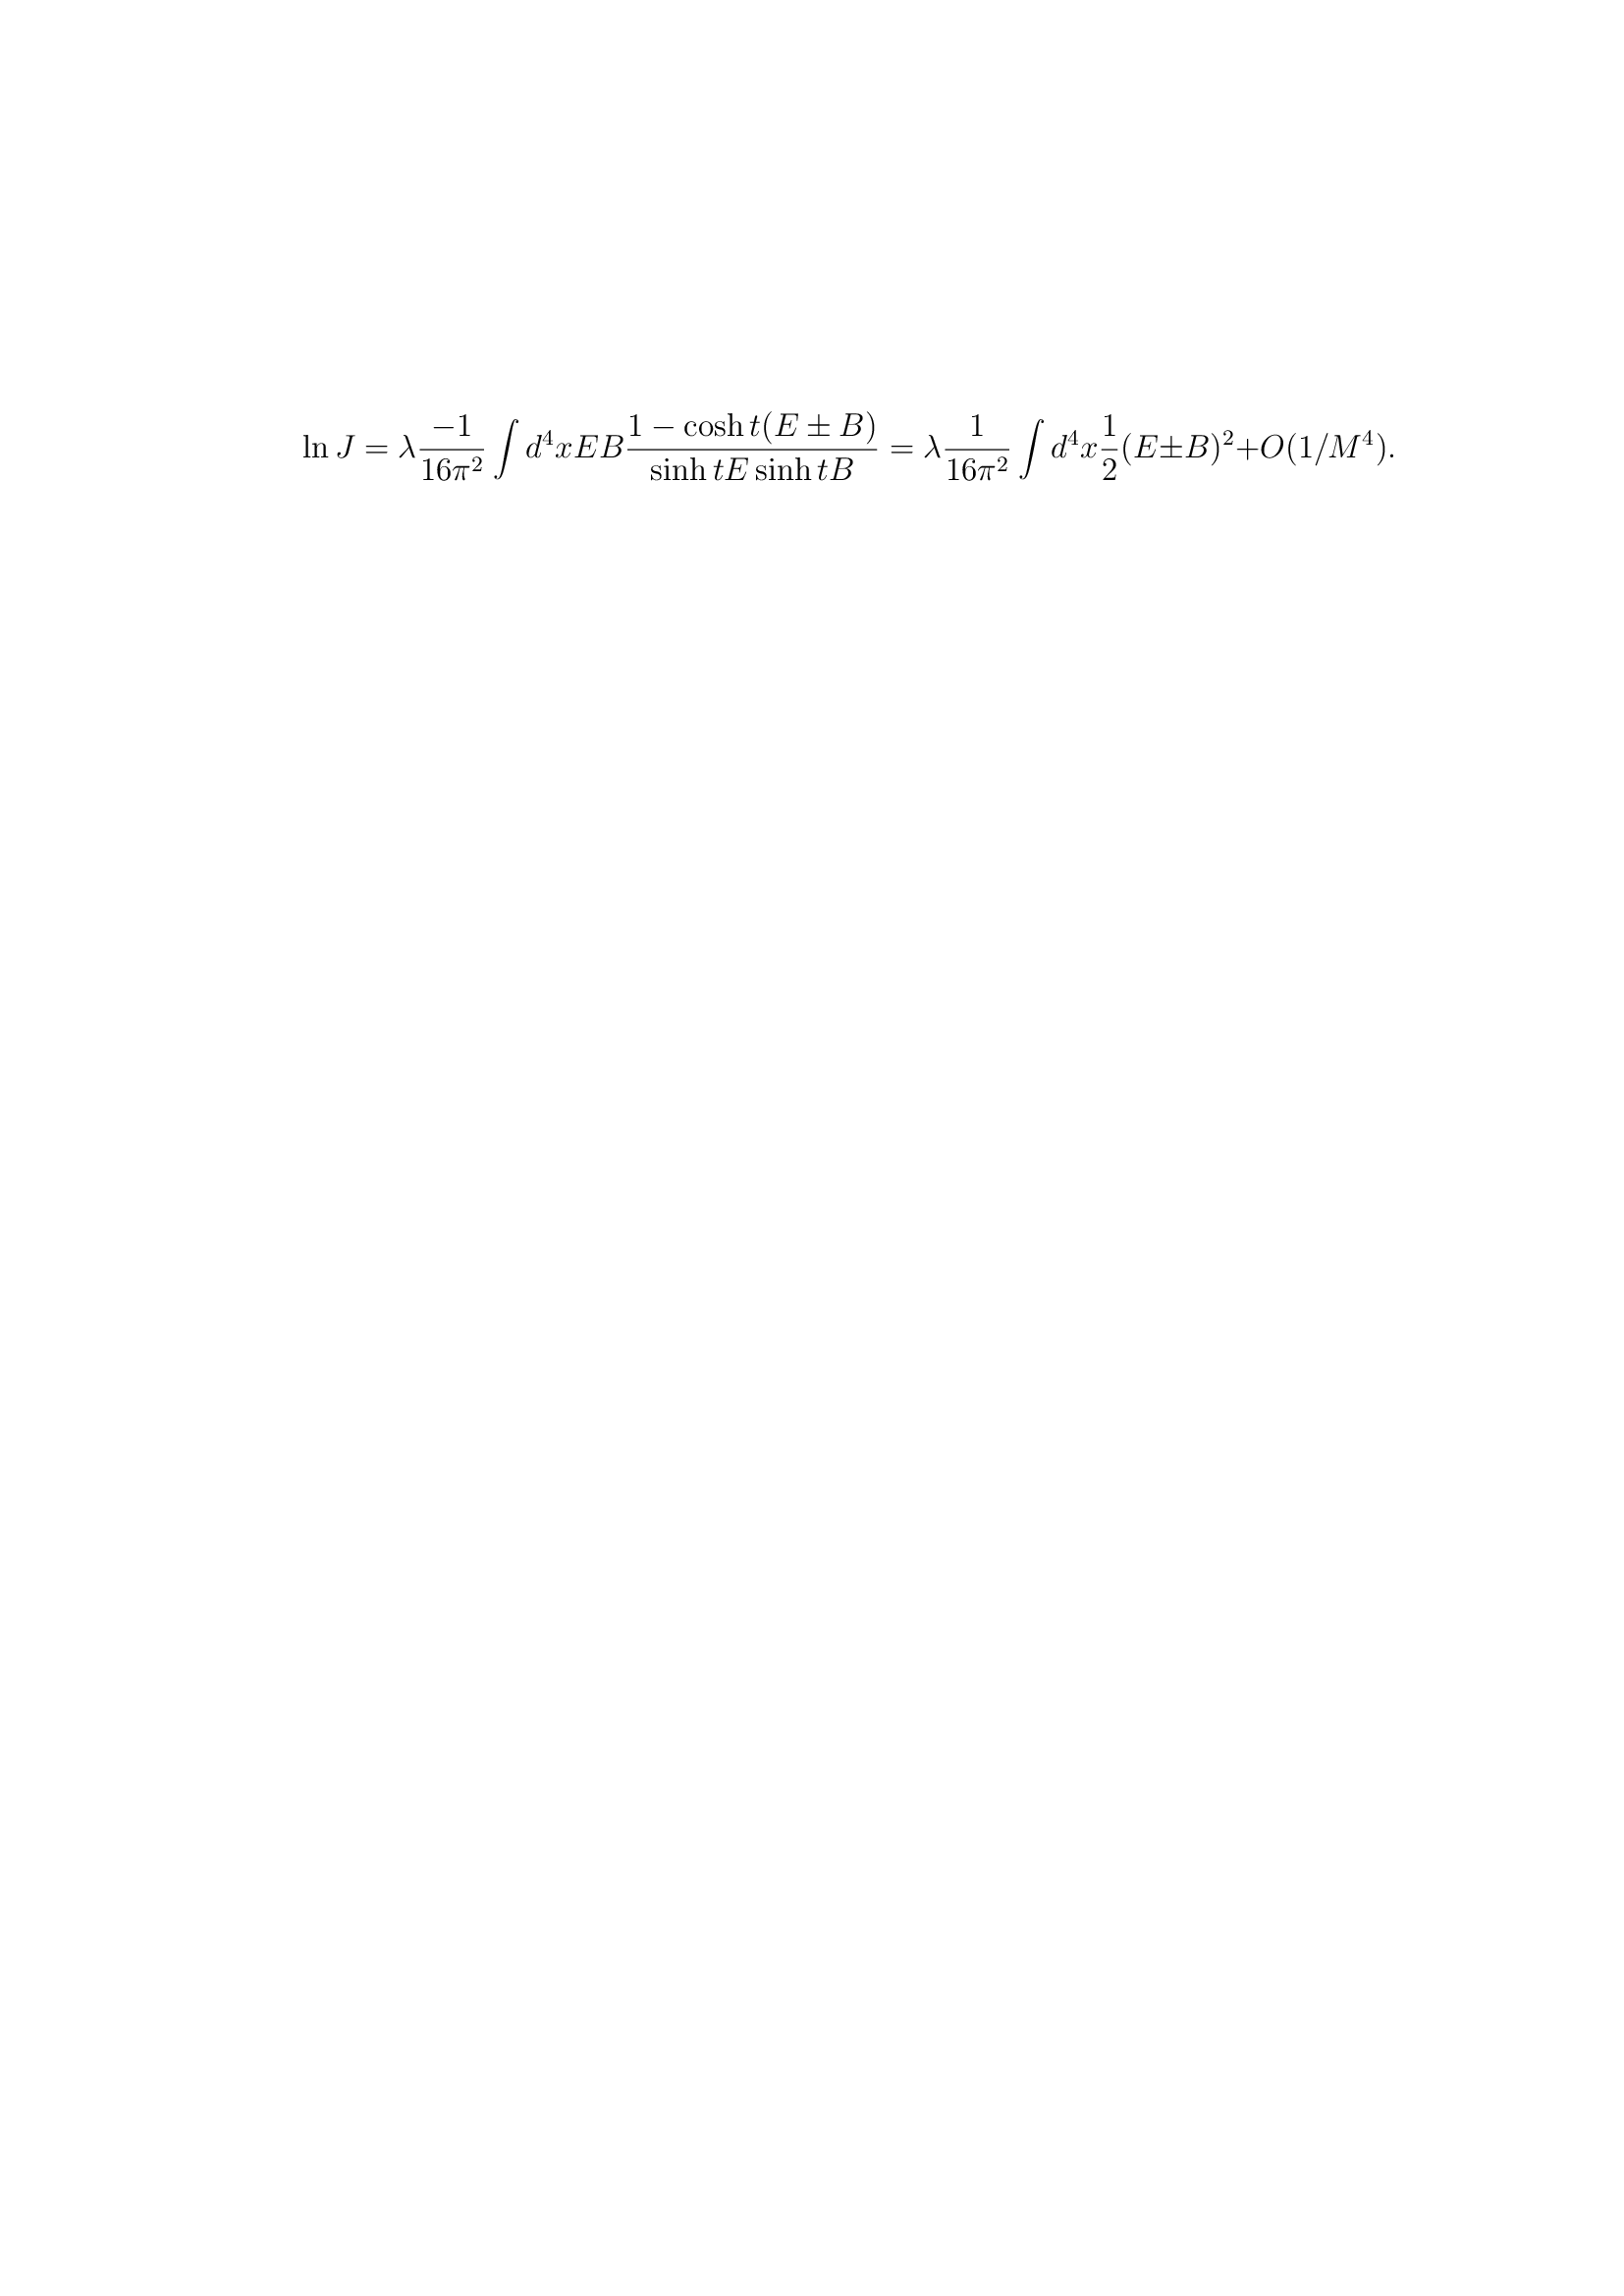 \ln J = \lambda \frac{-1}{16\pi^2} \int d^4x EB \frac{1 - \cosh t(E \pm B)}{\sinh tE \sinh tB} = \lambda \frac{1}{16\pi^2} \int d^4x \frac{1}{2} (E \pm B)^2 + O(1/M^4).